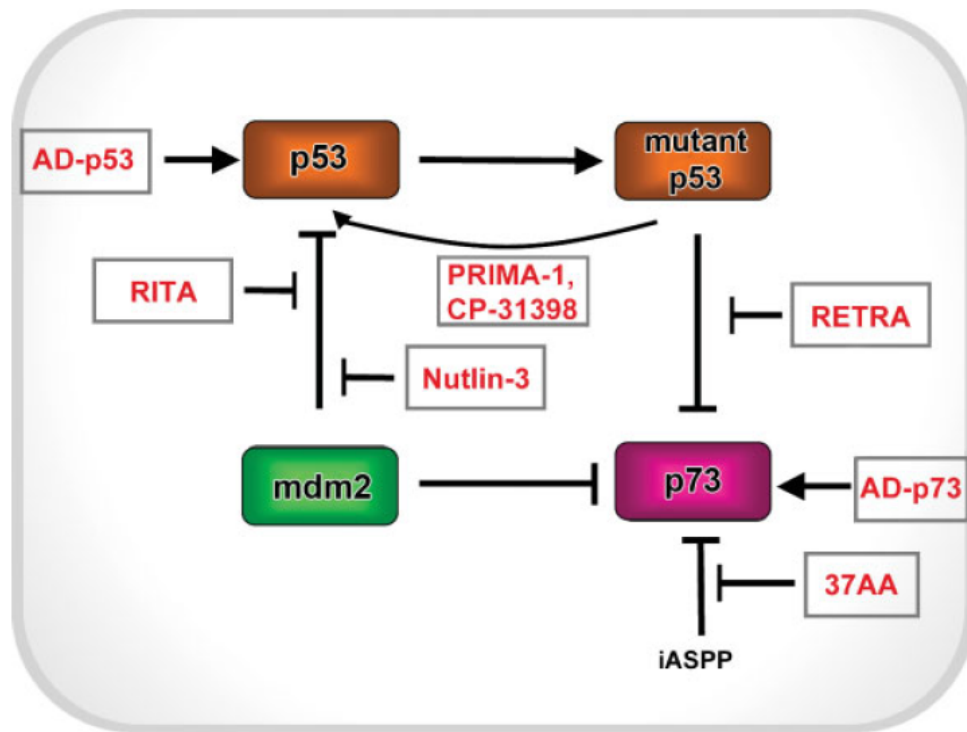 AD-p53
p53
mutant
p53
RITA
PRIMA-1,
CP-31398
RETRA
Nutlin-3
mdm2
p73
AD-p73
37AA
iASPP